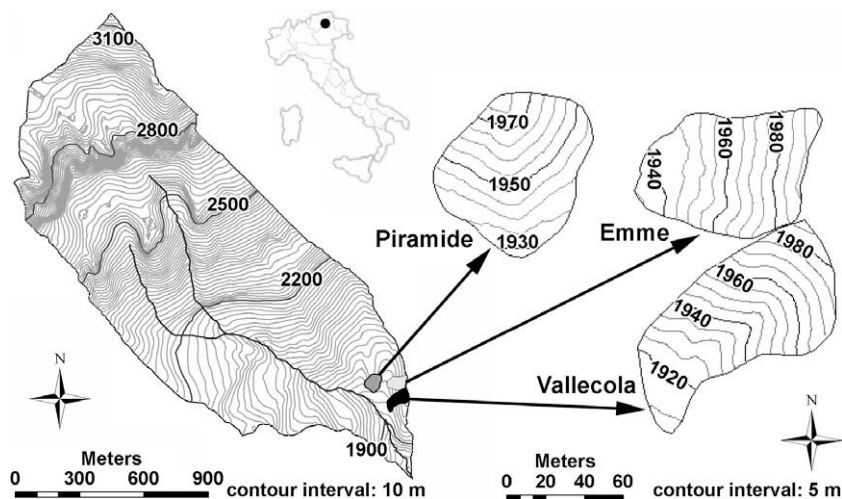 3100
2800
2500
2200
1900
N
Meters
0 300 600 900
contour interval: 10 m
1970
1950
1930
Piramide
1940
1960
1980
Emme
1980
1960
1940
1920
Vallecola
N
Meters
0 20 40 60
contour interval: 5 m